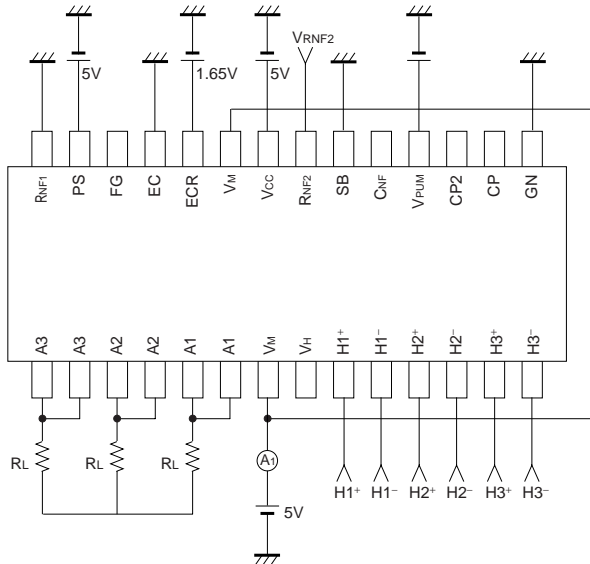 VRNF2
5V
1.65V
5V
RNF1
PS
FG
EC
ECR
VM
VCC
RNF2
SB
CNF
VPUM
CP2
CP
GN
A3
A3
A2
A2
A1
A1
VM
VH
H1+
H1−
H2+
H2−
H3+
H3−
RL
RL
RL
A1
5V
H1+
H1−
H2+
H2−
H3+
H3−